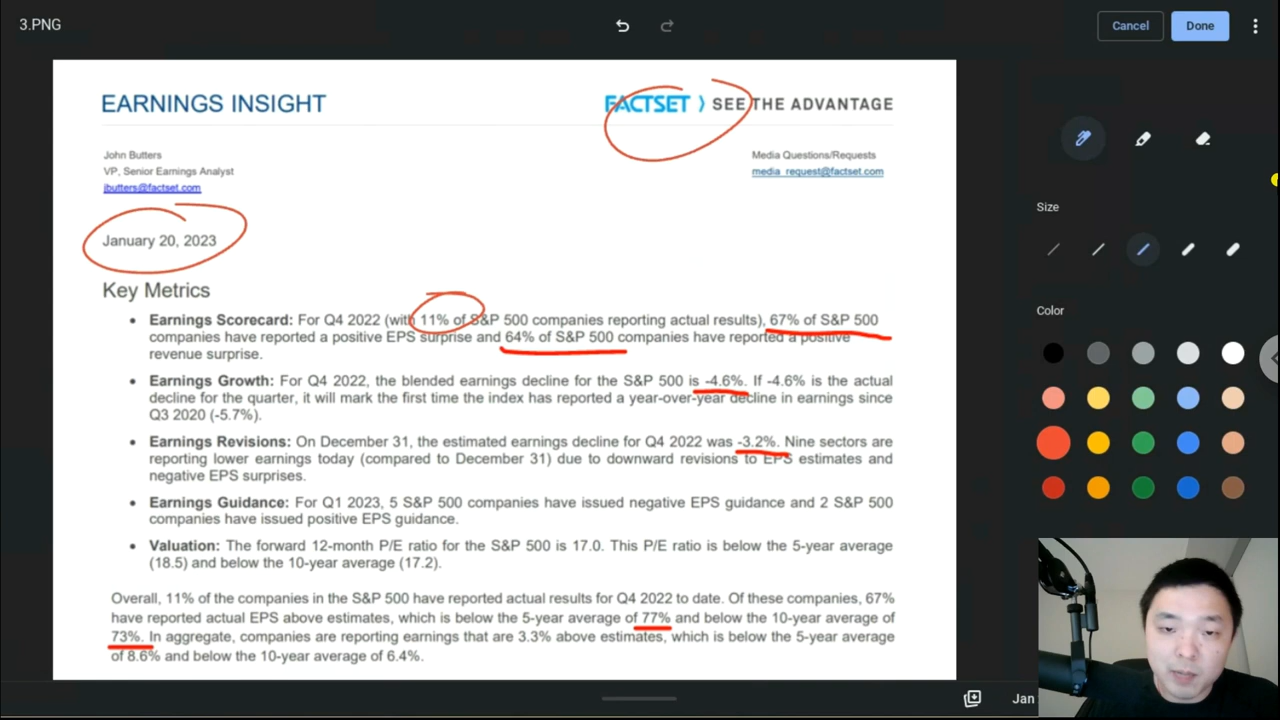 3.PNG
Cancel
Done
EARNINGS INSIGHT
FACTSET ❭ SEE THE ADVANTAGE
John Butters
VP, Senior Earnings Analyst
jbutters@factset.com
Media Questions/Requests
media_request@factset.com
January 20, 2023
Key Metrics
• Earnings Scorecard: For Q4 2022 (with 11% of S&P 500 companies reporting actual results), 67% of S&P 500
companies have reported a positive EPS surprise and 64% of S&P 500 companies have reported a positive
revenue surprise.
• Earnings Growth: For Q4 2022, the blended earnings decline for the S&P 500 is -4.6%. If -4.6% is the actual
decline for the quarter, it will mark the first time the index has reported a year-over-year decline in earnings since
Q3 2020 (-5.7%).
• Earnings Revisions: On December 31, the estimated earnings decline for Q4 2022 was -3.2%. Nine sectors are
reporting lower earnings today (compared to December 31) due to downward revisions to EPS estimates and
negative EPS surprises.
• Earnings Guidance: For Q1 2023, 5 S&P 500 companies have issued negative EPS guidance and 2 S&P 500
companies have issued positive EPS guidance.
• Valuation: The forward 12-month P/E ratio for the S&P 500 is 17.0. This P/E ratio is below the 5-year average
(18.5) and below the 10-year average (17.2).
Overall, 11% of the companies in the S&P 500 have reported actual results for Q4 2022 to date. Of these companies, 67%
have reported actual EPS above estimates, which is below the 5-year average of 77% and below the 10-year average of
73%. In aggregate, companies are reporting earnings that are 3.3% above estimates, which is below the 5-year average
of 8.6% and below the 10-year average of 6.4%.
Size
Color
Jan